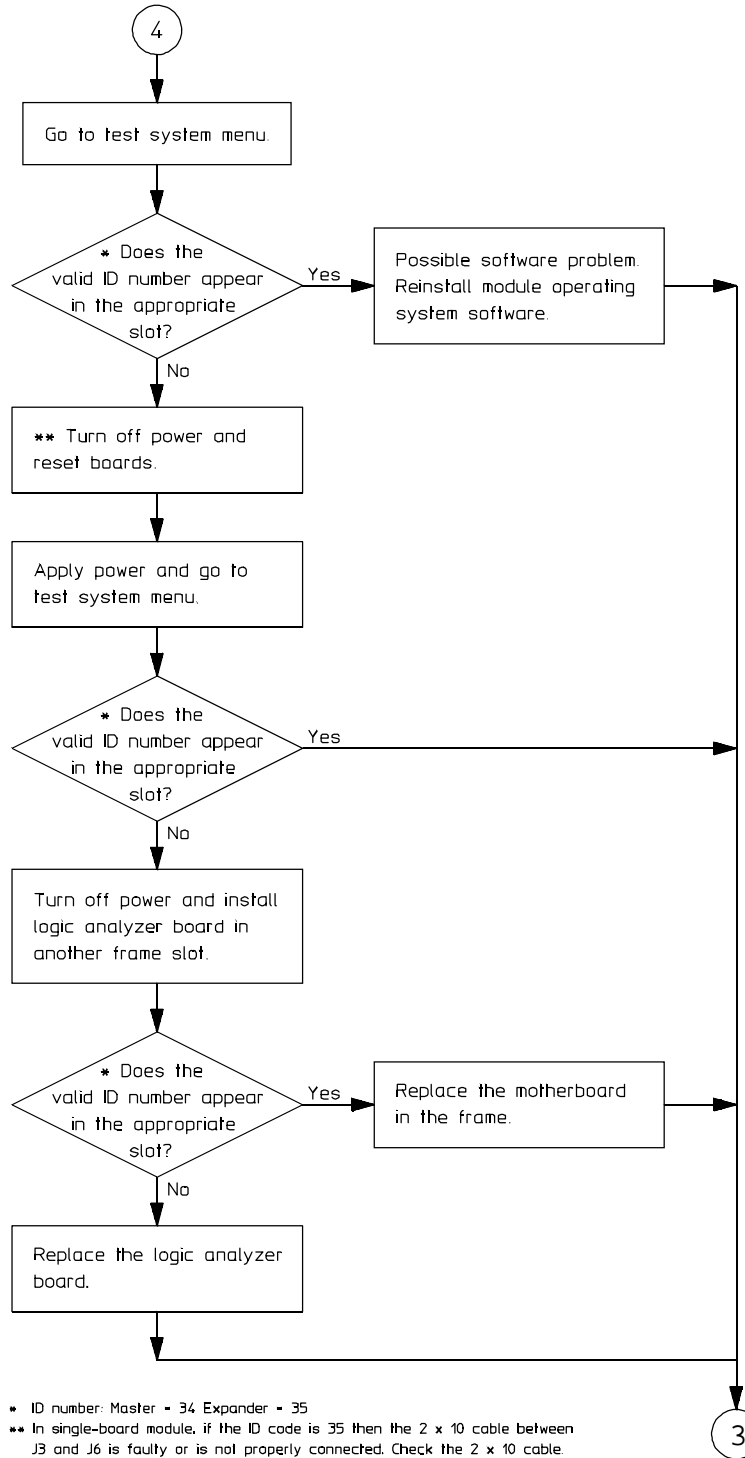 4
Go to test system menu.
* Does the
valid ID number appear
in the appropriate
slot?
Yes
Possible software problem.
Reinstall module operating
system software.
No
** Turn off power and
reset boards.
Apply power and go to
test system menu.
* Does the
valid ID number appear
in the appropriate
slot?
Yes
No
Turn off power and install
logic analyzer board in
another frame slot.
* Does the
valid ID number appear
in the appropriate
slot?
Yes
Replace the motherboard
in the frame.
No
Replace the logic analyzer
board.
* ID number: Master = 34 Expander = 35
** In single-board module, if the ID code is 35 then the 2 x 10 cable between
J3 and J6 is faulty or is not properly connected. Check the 2 x 10 cable.
3